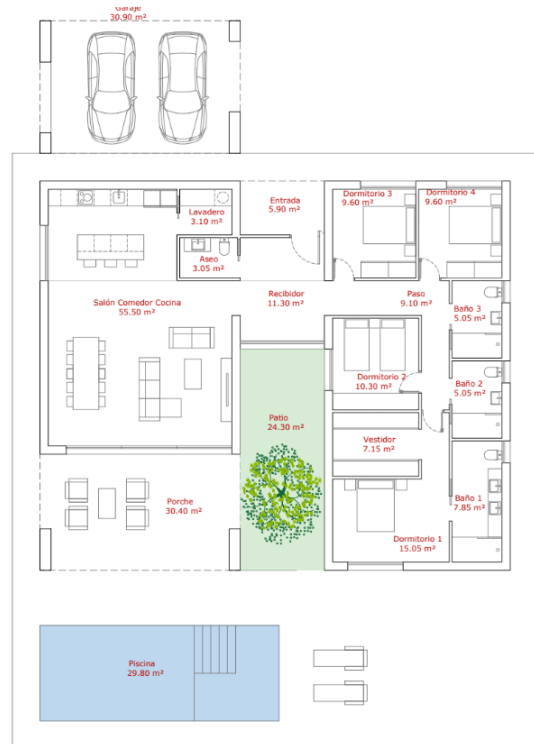 Garaje
30.90 m²
Dormitorio 3
9.60 m²
Dormitorio 4
9.60 m²
Entrada
5.90 m²
Lavadero
3.10 m²
Aseo
3.05 m²
Salón Comedor Cocina
55.50 m²
Recibidor
11.30 m²
Paso
9.10 m²
Baño 3
5.05 m²
Dormitorio 2
10.30 m²
Baño 2
5.05 m²
Patio
24.30 m²
Vestidor
7.15 m²
Porche
30.40 m²
Baño 1
7.85 m²
Dormitorio 1
15.05 m²
Piscina
29.80 m²